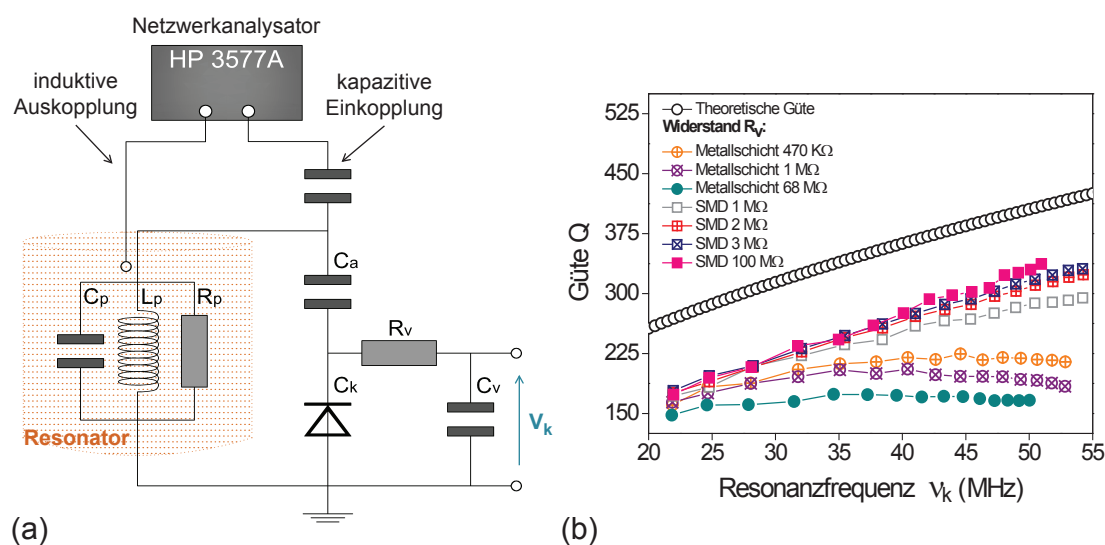 (a)
Netzwerkanalysator
HP 3577A
induktive
Auskopplung
kapazitive
Einkopplung
Cp
Lp
Rp
Resonator
Ca
Rv
Ck
Cv
Vk
(b)
Güte Q
525
450
375
300
225
150
Theoretische Güte
Widerstand Rv:
Metallschicht 470 KΩ
Metallschicht 1 MΩ
Metallschicht 68 MΩ
SMD 1 MΩ
SMD 2 MΩ
SMD 3 MΩ
SMD 100 MΩ
20 25 30 35 40 45 50 55
Resonanzfrequenz νk (MHz)